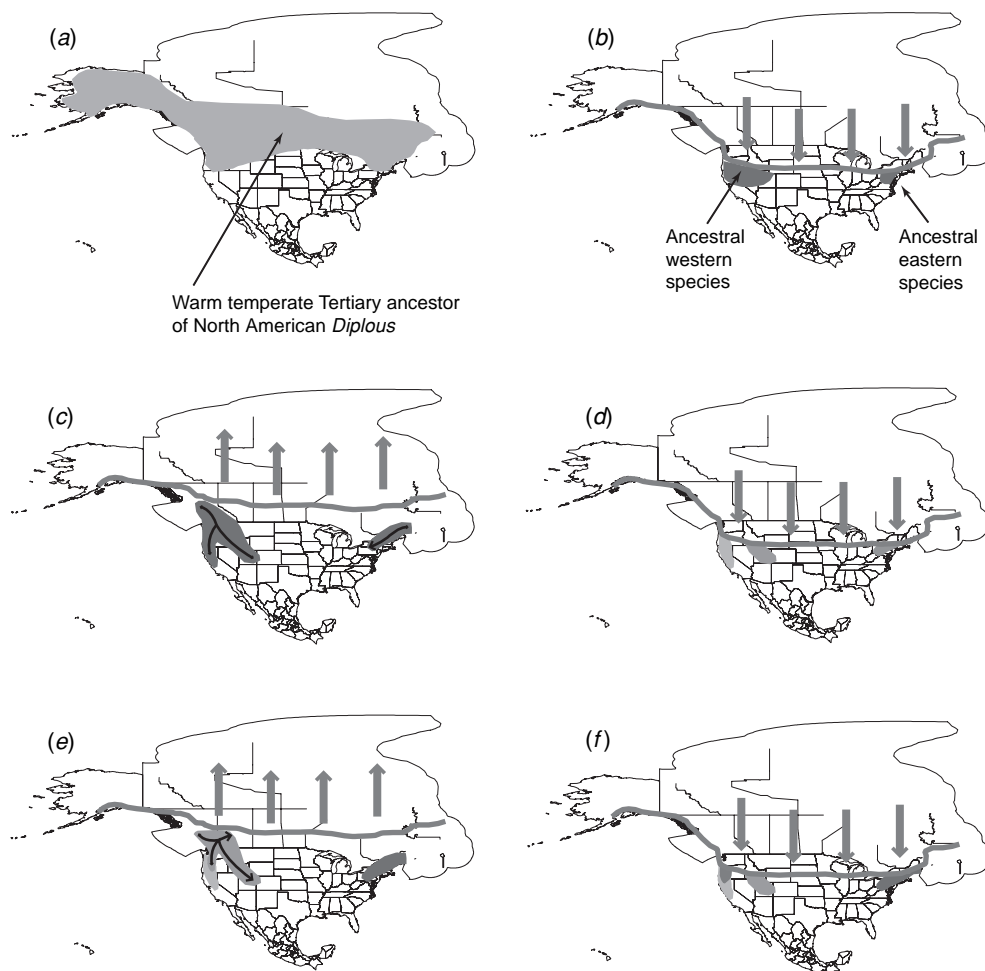 (a)
(b)
Ancestral
western
species
Ancestral
eastern
species
Warm temperate Tertiary ancestor
of North American Diplous
(c)
(d)
(e)
(f)